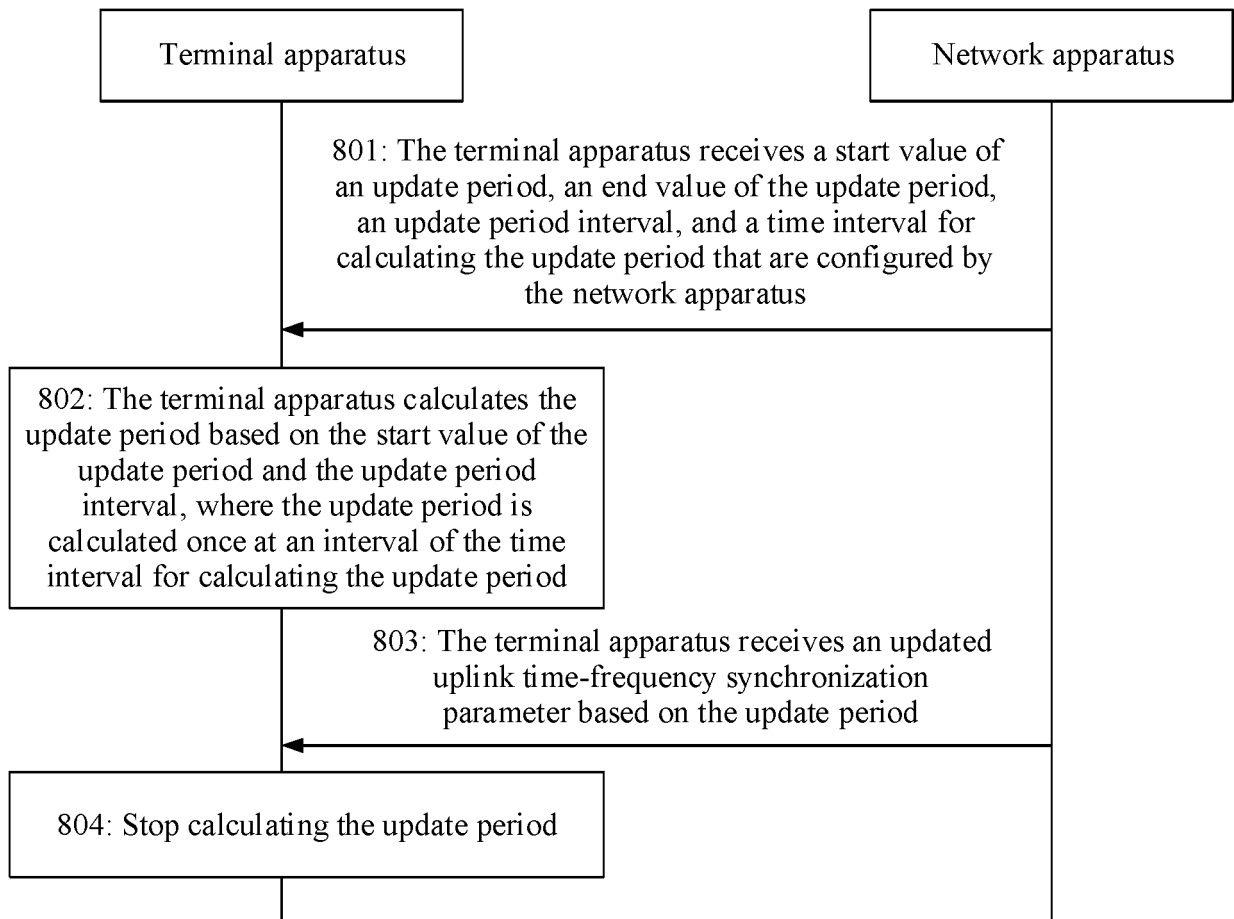 Terminal apparatus
Network apparatus
801: The terminal apparatus receives a start value of
an update period, an end value of the update period,
an update period interval, and a time interval for
calculating the update period that are configured by
the network apparatus
802: The terminal apparatus calculates the
update period based on the start value of the
update period and the update period
interval, where the update period is
calculated once at an interval of the time
interval for calculating the update period
803: The terminal apparatus receives an updated
uplink time-frequency synchronization
parameter based on the update period
804: Stop calculating the update period